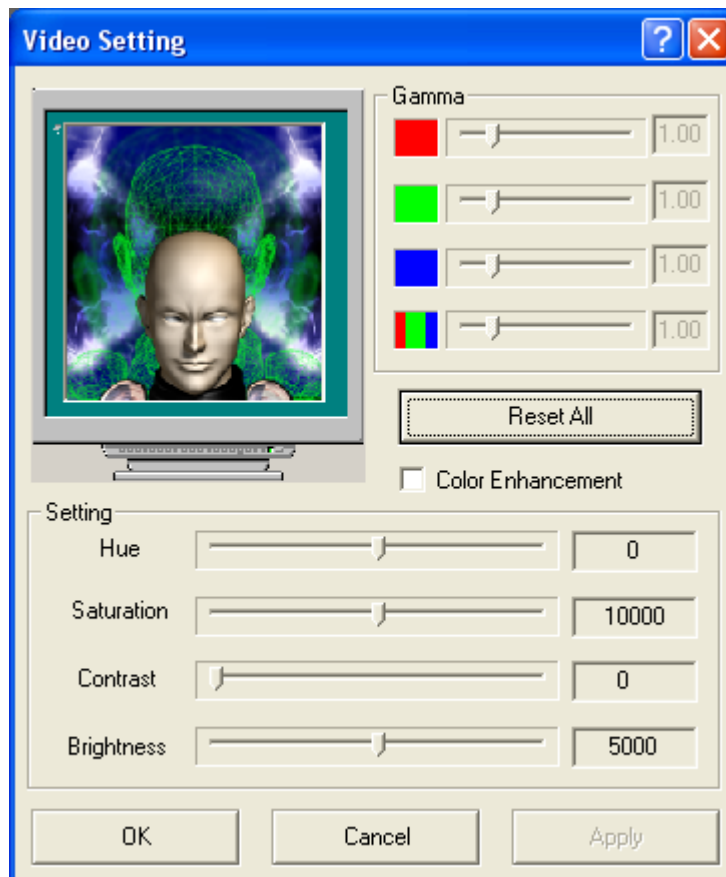 Video Setting
Gamma
1.00
1.00
1.00
1.00
Reset All
Color Enhancement
Setting
Hue 0
Saturation 10000
Contrast 0
Brightness 5000
OK Cancel Apply